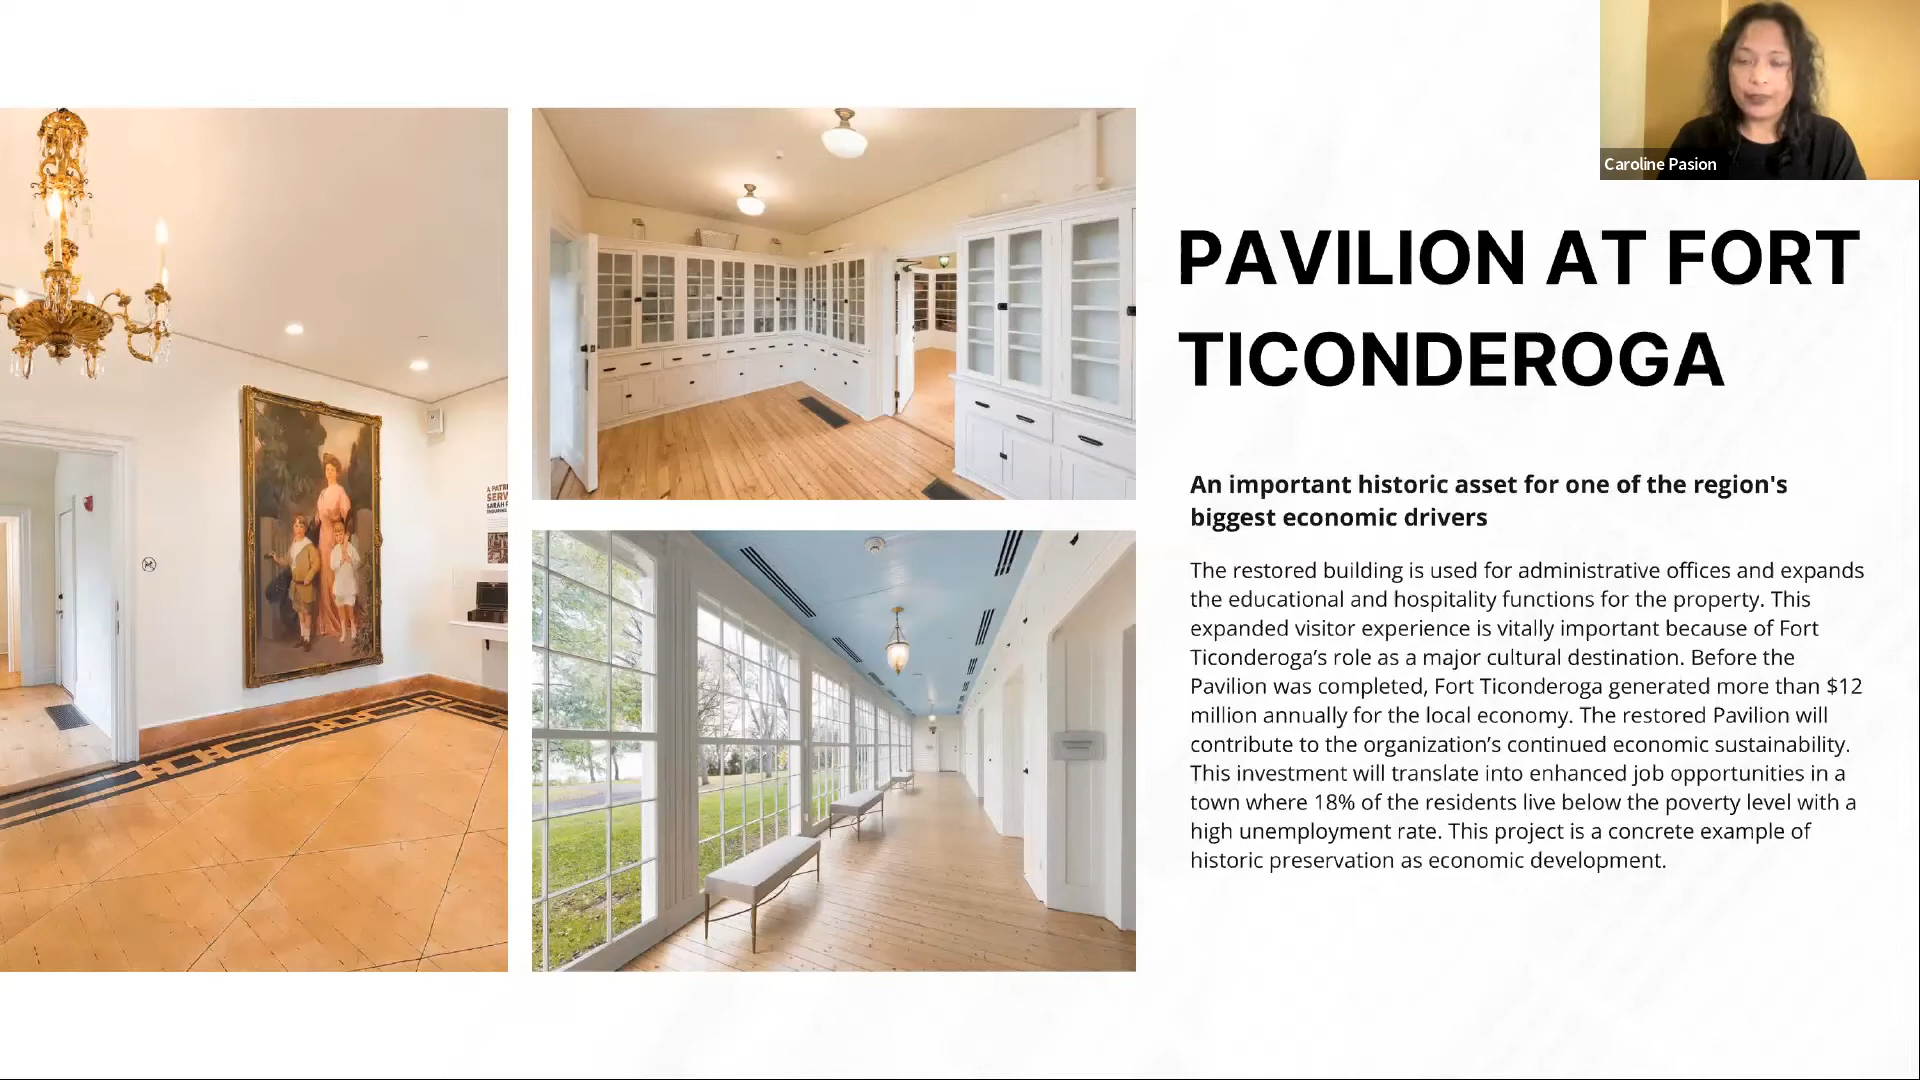 Caroline Pasion
PAVILION AT FORT
TICONDEROGA
An important historic asset for one of the region's
biggest economic drivers
The restored building is used for administrative offices and expands
the educational and hospitality functions for the property. This
expanded visitor experience is vitally important because of Fort
Ticonderoga’s role as a major cultural destination. Before the
Pavilion was completed, Fort Ticonderoga generated more than $12
million annually for the local economy. The restored Pavilion will
contribute to the organization’s continued economic sustainability.
This investment will translate into enhanced job opportunities in a
town where 18% of the residents live below the poverty level with a
high unemployment rate. This project is a concrete example of
historic preservation as economic development.